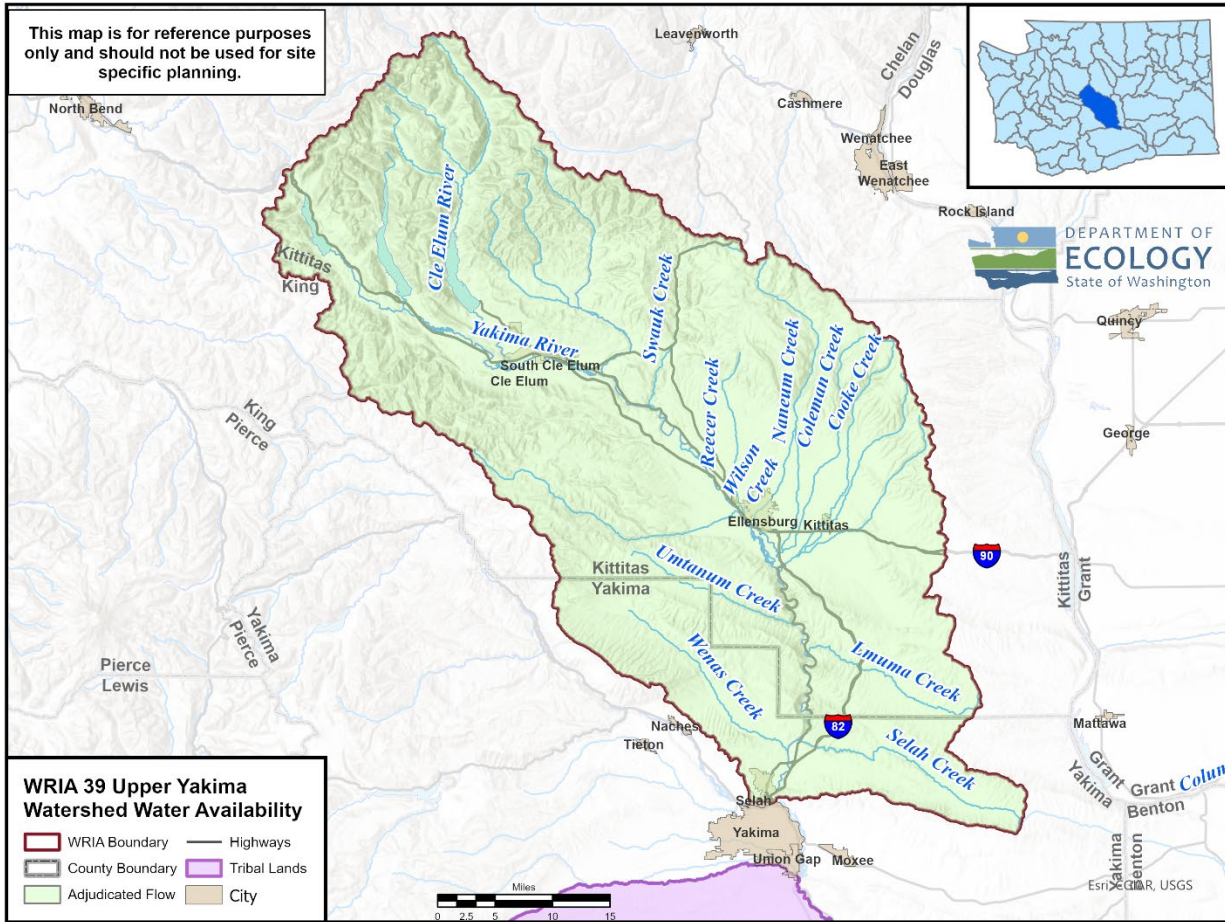 This map is for reference purposes
only and should not be used for site
specific planning.
Leavenworth
Chelan
Douglas
North Bend
Cashmere
Wenatchee
East
Wenatchee
Rock Island
DEPARTMENT OF
ECOLOGY
State of Washington
Cle Elum River
Kittitas
King
Yakima River
South Cle Elum
Cle Elum
Swauk Creek
Reecer Creek
Wilson
Creek
Naneum Creek
Coleman Creek
Cooke Creek
Quincy
George
King
Pierce
Ellensburg
Kittitas
90
Kittitas
Grant
Kittitas
Yakima
Umtanum Creek
Yakima
Pierce
Pierce
Lewis
Wenas Creek
Lmuma Creek
82
Mattawa
Naches
Tieton
Selah Creek
Grant
Yakima
Grant
Benton
Colum
Selah
Yakima
Union Gap
Moxee
Yakima
Benton
WRIA 39 Upper Yakima
Watershed Water Availability
WRIA Boundary
Highways
County Boundary
Tribal Lands
Adjudicated Flow
City
Miles
0 2.5 5 10 15
Esri, CGIAR, USGS